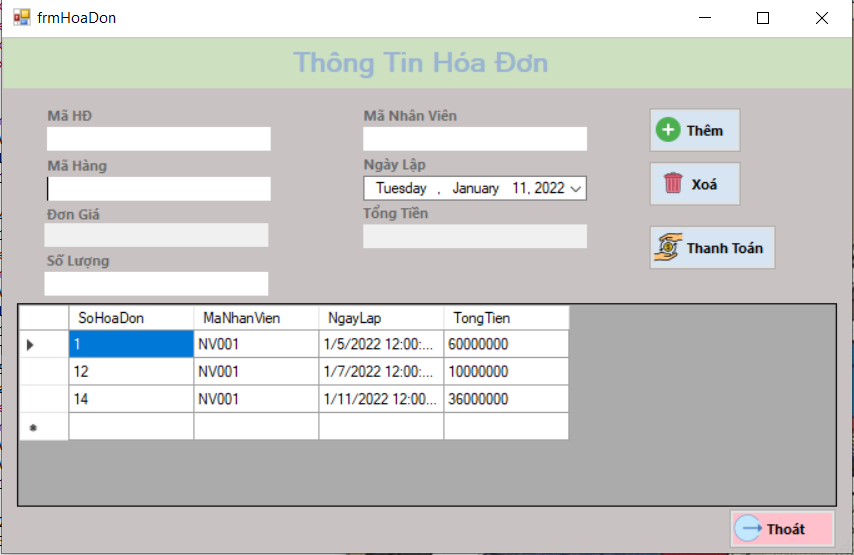 frmHoaDon
Thông Tin Hóa Đơn
Mã HĐ
Mã Nhân Viên
Thêm
Mã Hàng
Ngày Lập
Tuesday , January 11, 2022
Xoá
Đơn Giá
Tổng Tiền
Thanh Toán
Số Lượng
SoHoaDon MaNhanVien NgayLap TongTien
1 NV001 1/5/2022 12:00:... 60000000
12 NV001 1/7/2022 12:00:... 10000000
14 NV001 1/11/2022 12:00... 36000000
Thoát